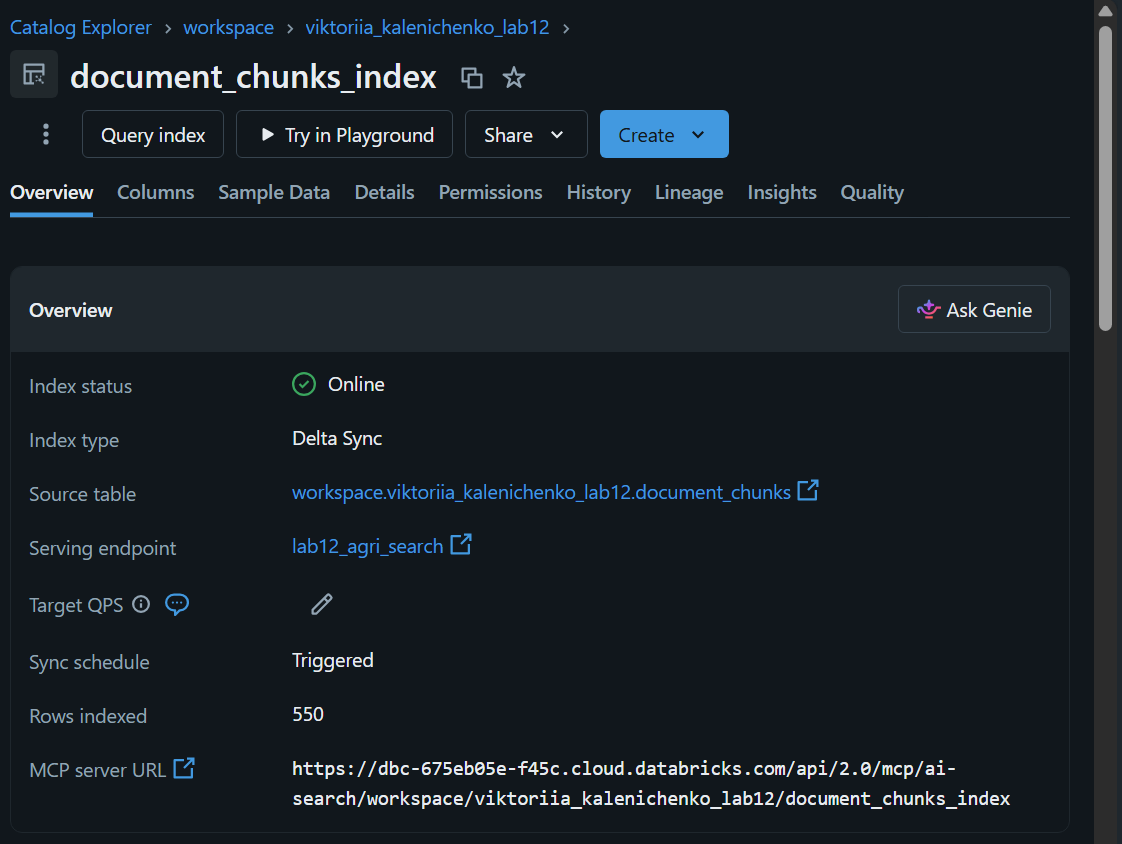 Catalog Explorer › workspace › viktoriia_kalenichenko_lab12 ›
document_chunks_index
Query index Try in Playground Share Create
Overview Columns Sample Data Details Permissions History Lineage Insights Quality
Overview Ask Genie
Index status Online
Index type Delta Sync
Source table workspace.viktoriia_kalenichenko_lab12.document_chunks
Serving endpoint lab12_agri_search
Target QPS
Sync schedule Triggered
Rows indexed 550
MCP server URL https://dbc-675eb05e-f45c.cloud.databricks.com/api/2.0/mcp/ai-
search/workspace/viktoriia_kalenichenko_lab12/document_chunks_index